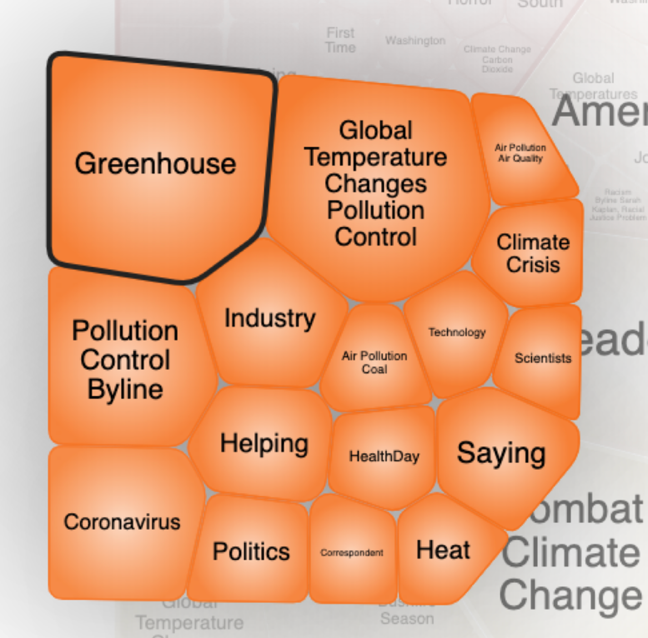 South
First
Time
Washington
Climate Change
Carbon
Dioxide
Global
Temperatures
Greenhouse
Global
Temperature
Changes
Pollution
Control
Air Pollution
Air Quality
Climate
Crisis
Pollution
Control
Byline
Industry
Air Pollution
Coal
Technology
Scientists
Helping
HealthDay
Saying
Coronavirus
Politics
Correspondent
Heat
Climate
Change
Global
Temperature
Season